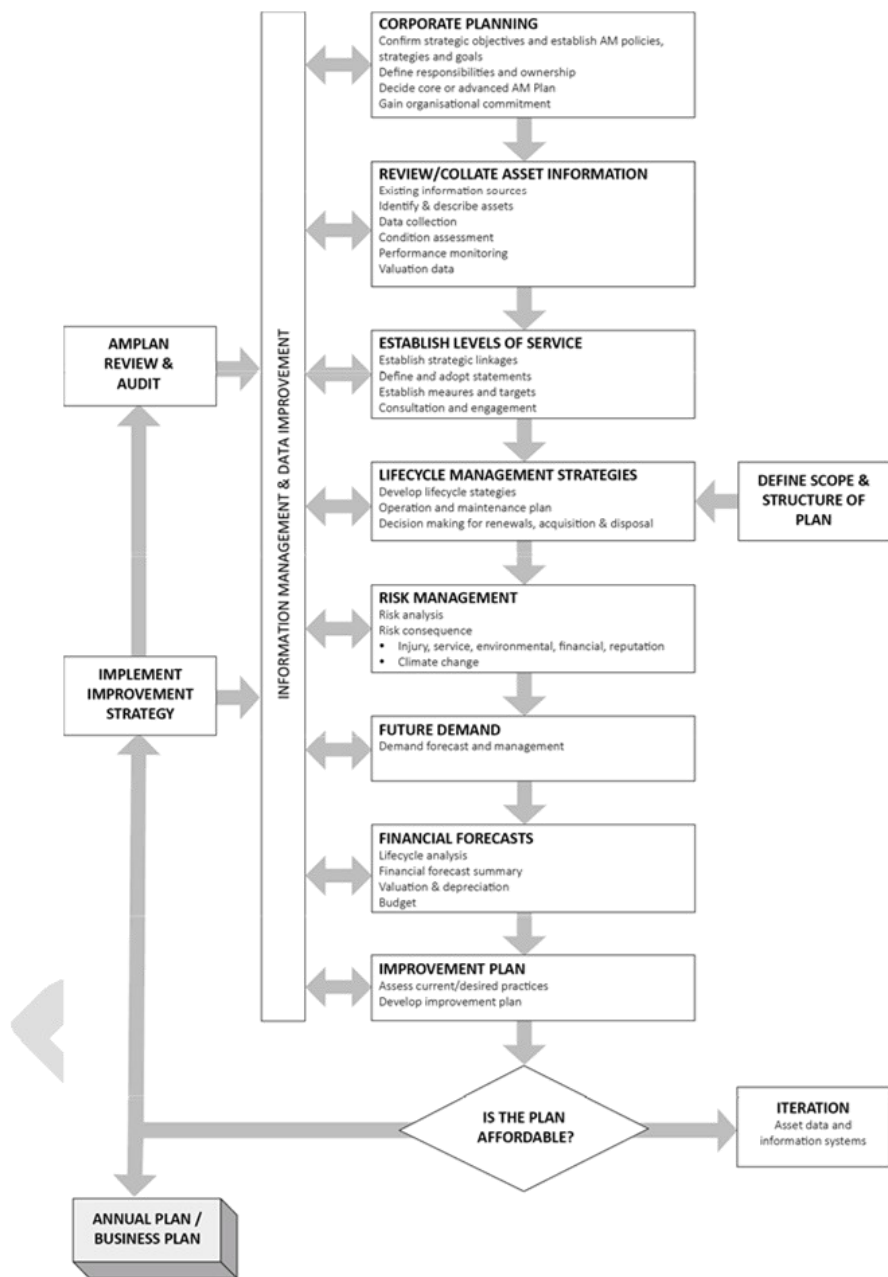 CORPORATE PLANNING
Confirm strategic objectives and establish AM policies,
strategies and goals
Define responsibilities and ownership
Decide core or advanced AM Plan
Gain organisational commitment
REVIEW/COLLATE ASSET INFORMATION
Existing information sources
Identify & describe assets
Data collection
Condition assessment
Performance monitoring
Valuation data
ESTABLISH LEVELS OF SERVICE
Establish strategic linkages
Define and adopt statements
Establish meaures and targets
Consultation and engagement
LIFECYCLE MANAGEMENT STRATEGIES
Develop lifecycle stategies
Operation and maintenance plan
Decision making for renewals, acquisition & disposal
DEFINE SCOPE &
STRUCTURE OF
PLAN
RISK MANAGEMENT
Risk analysis
Risk consequence
▪ Injury, service, environmental, financial, reputation
▪ Climate change
FUTURE DEMAND
Demand forecast and management
FINANCIAL FORECASTS
Lifecycle analysis
Financial forecast summary
Valuation & depreciation
Budget
IMPROVEMENT PLAN
Assess current/desired practices
Develop improvement plan
INFORMATION MANAGEMENT & DATA IMPROVEMENT
AMPLAN
REVIEW &
AUDIT
IMPLEMENT
IMPROVEMENT
STRATEGY
IS THE PLAN
AFFORDABLE?
ITERATION
Asset data and
information systems
ANNUAL PLAN /
BUSINESS PLAN